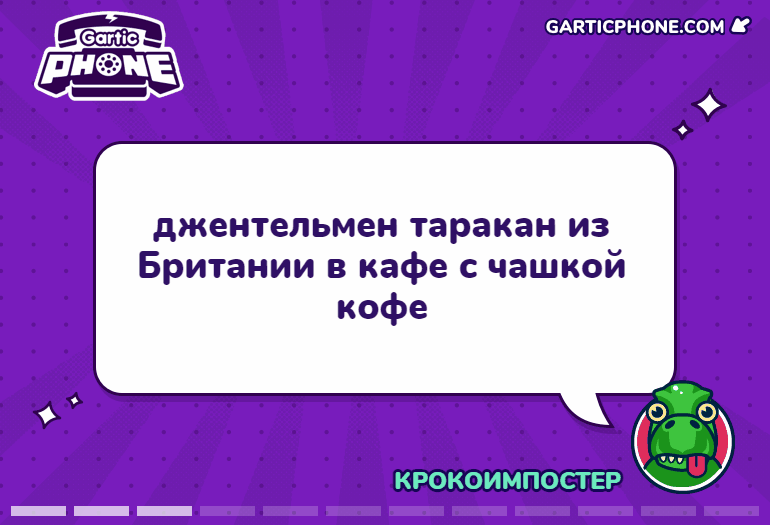 Gartic
PHONE
GARTICPHONE.COM
джентельмен таракан из
Британии в кафе с чашкой
кофе
КРОКОИМПОСТЕР